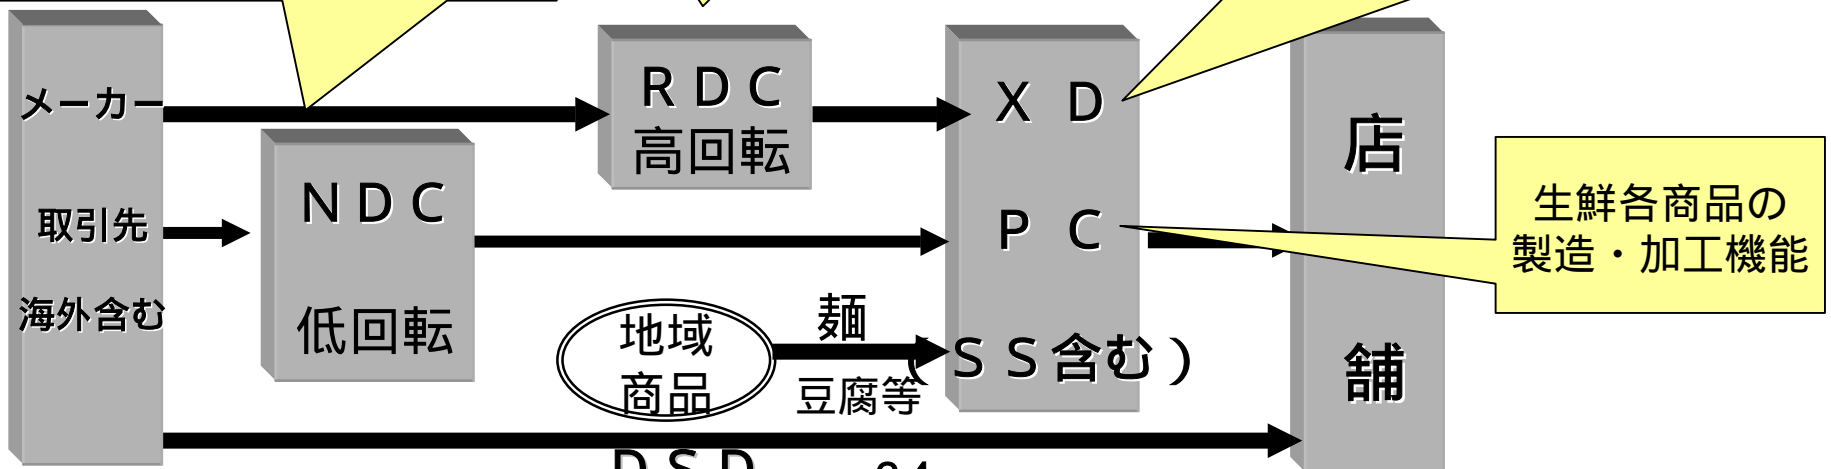 メーカー
取引先
海外含む
ＮＤＣ
低回転
ＲＤＣ
高回転
地域
商品
麺
豆腐等
ＸＤ
ＰＣ
（ＳＳ含む）
店
舗
生鮮各商品の
製造・加工機能
ＤＳＤ